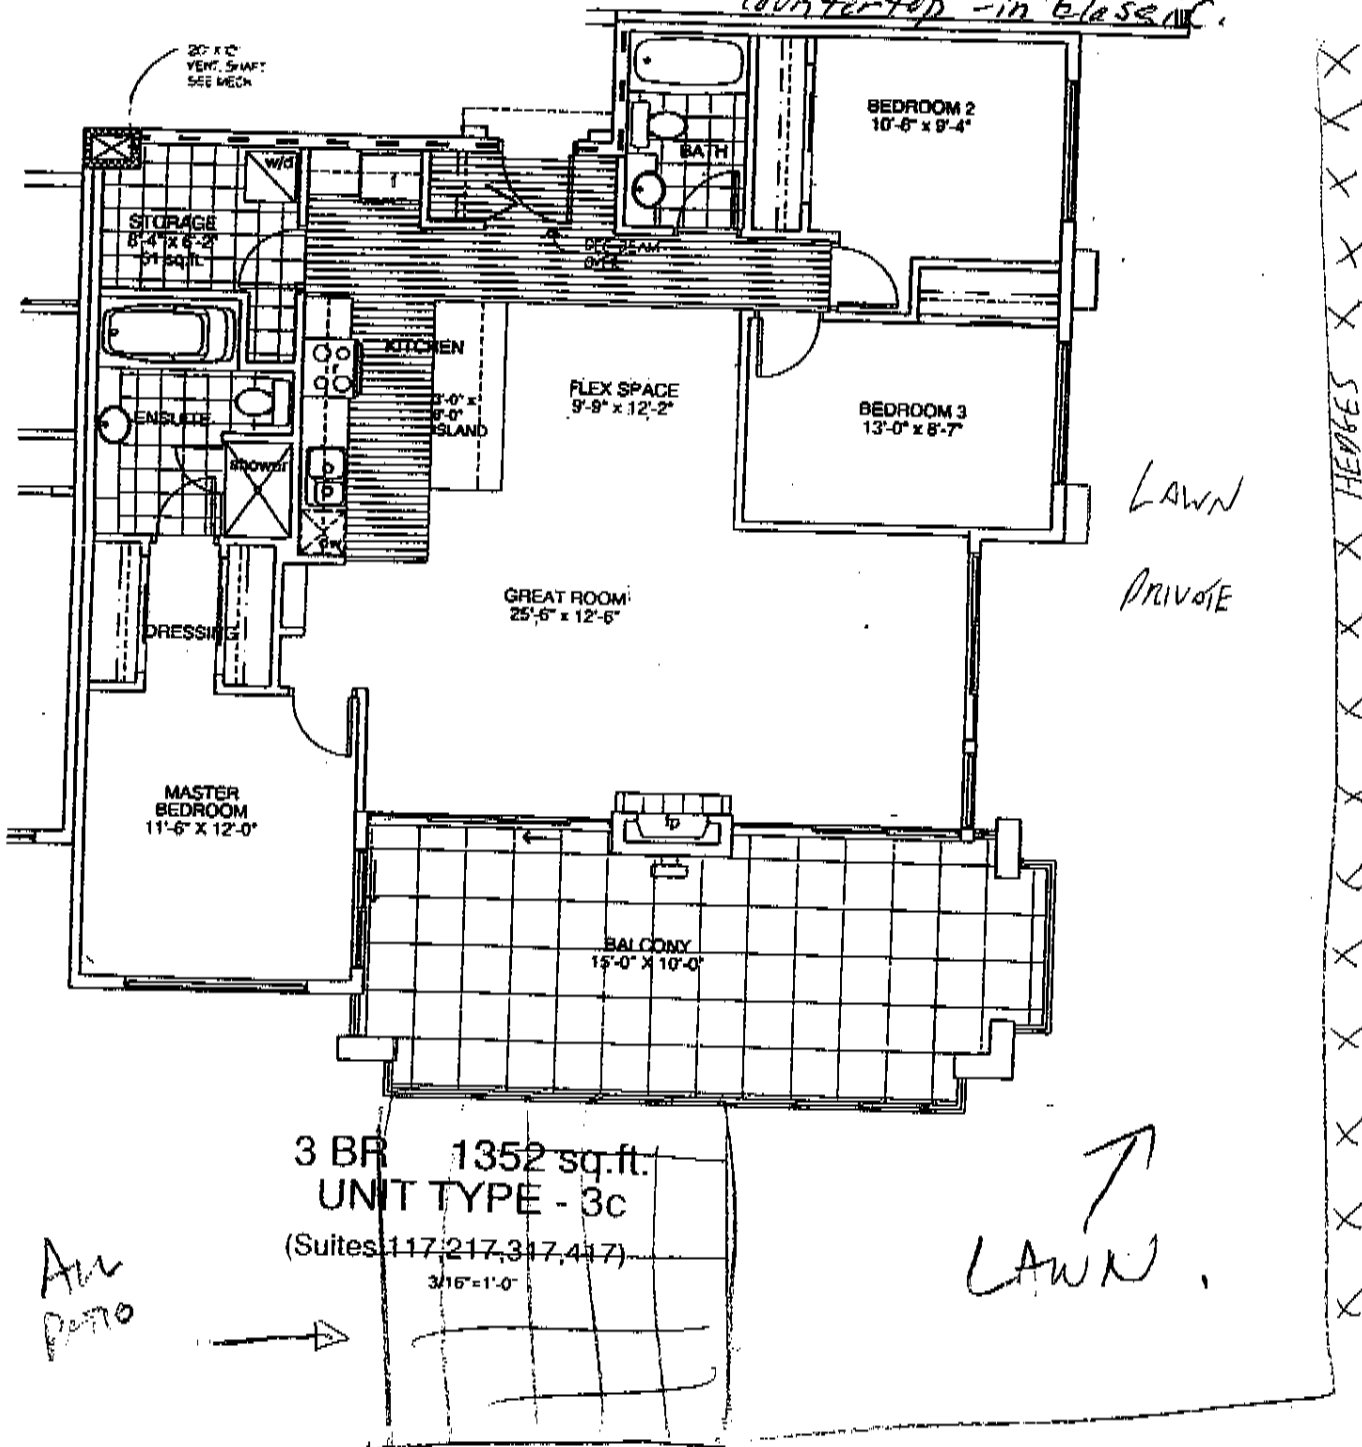 countertop - in
20" x
VENT. SHAFT
SEE MECH
w/d
f
BATH
BEDROOM 2
10'-6" x 9'-4"
STORAGE
8'-4" x 6'-2"
51 sq.ft.
KITCHEN
r
3'-0" x
ISLAND
FLEX SPACE
9'-9" x 12'-2"
BEDROOM 3
13'-0" x 8'-7"
ENSUITE
shower
dw
LAWN
PRIVATE
HEDGES
GREAT ROOM
25'-6" x 12'-6"
DRESSING
MASTER
BEDROOM
11'-6" X 12'-0"
fp
BALCONY
15'-0" X 10'-0"
3 BR 1352 sq.ft.
UNIT TYPE - 3c
(Suites 117,217,317,417)
3/16"=1'-0"
PATIO
LAWN.